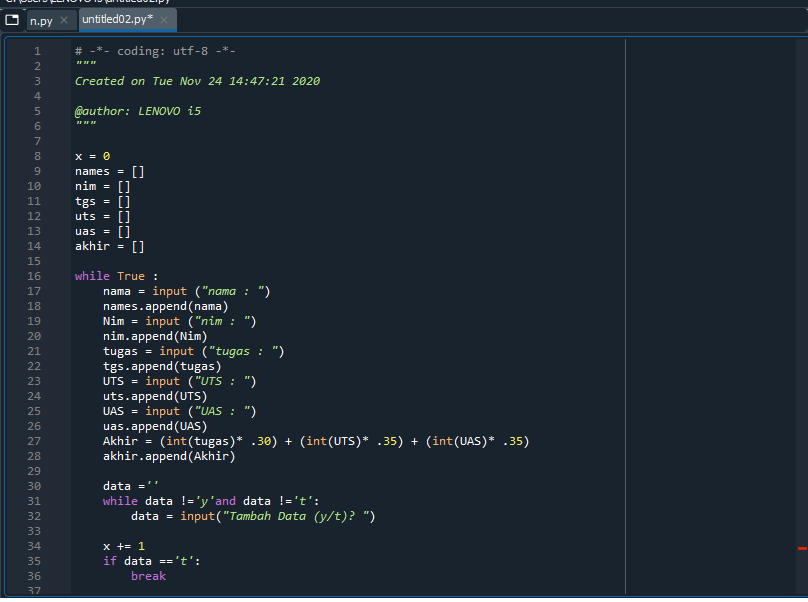 n.py
untitled02.py*
1 # -*- coding: utf-8 -*-
2 """
3 Created on Tue Nov 24 14:47:21 2020
4
5 @author: LENOVO i5
6 """
7
8 x = 0
9 names = []
10 nim = []
11 tgs = []
12 uts = []
13 uas = []
14 akhir = []
15
16 while True :
17     nama = input ("nama : ")
18     names.append(nama)
19     Nim = input ("nim : ")
20     nim.append(Nim)
21     tugas = input ("tugas : ")
22     tgs.append(tugas)
23     UTS = input ("UTS : ")
24     uts.append(UTS)
25     UAS = input ("UAS : ")
26     uas.append(UAS)
27     Akhir = (int(tugas)* .30) + (int(UTS)* .35) + (int(UAS)* .35)
28     akhir.append(Akhir)
29
30     data =''
31     while data !='y'and data !='t':
32         data = input("Tambah Data (y/t)? ")
33
34     x += 1
35     if data =='t':
36         break
37